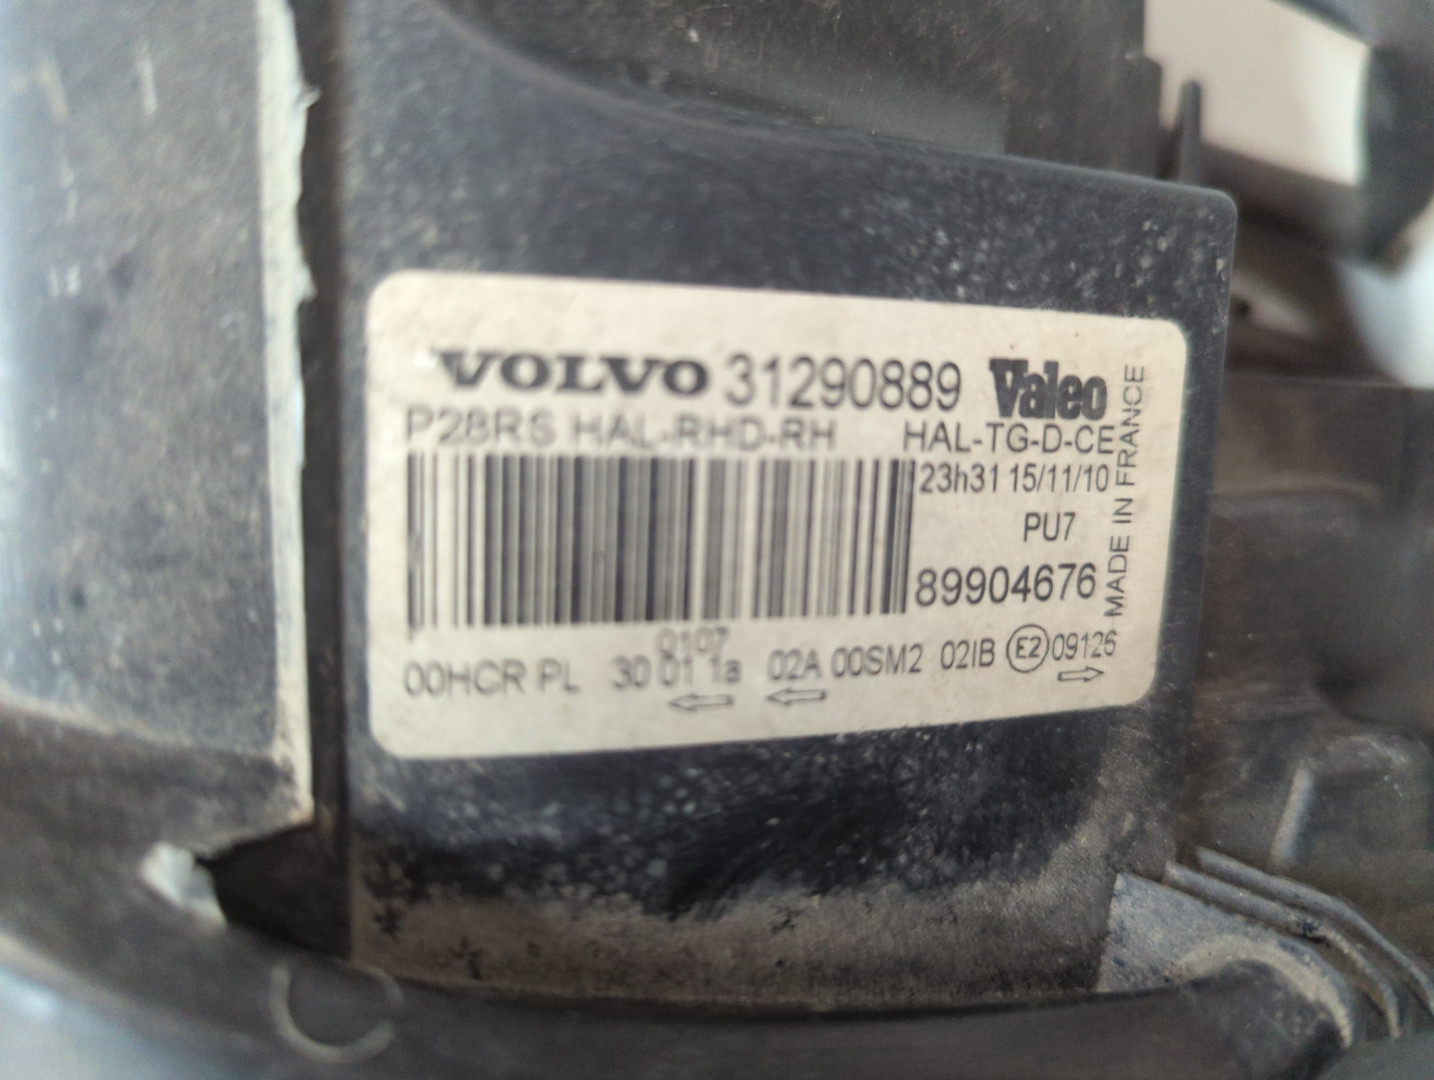 VOLVO 31290889 Valeo
P28RS HAL-RHD-RH HAL-TG-D-CE
23h31 15/11/10
PU7
89904676
MADE IN FRANCE
0107
00HCR PL 30 01 1a 02A 00SM2 02IB E2 09126